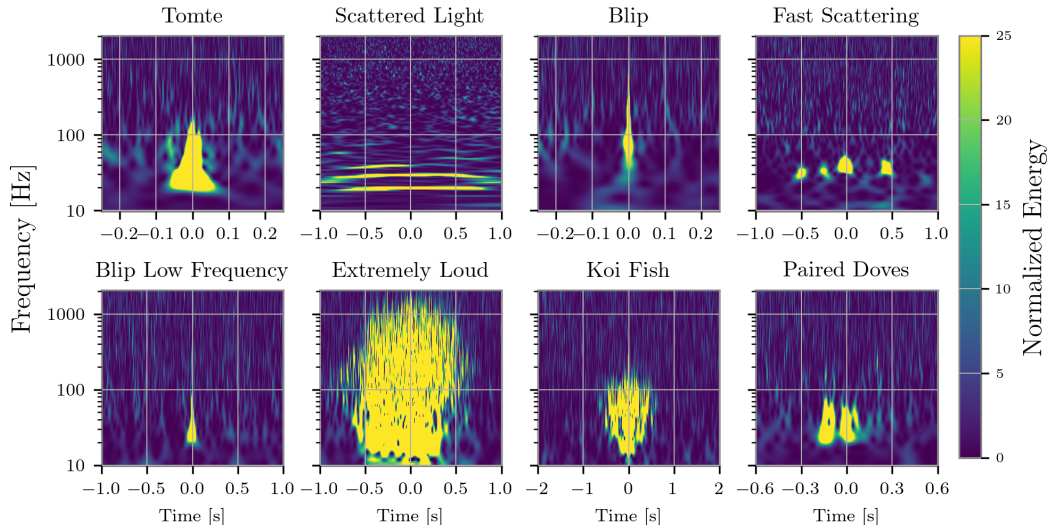 Tomte Scattered Light Blip Fast Scattering
1000
100
10
−0.2−0.1 0.0 0.1 0.2 −1.0 −0.5 0.0 0.5 1.0 −0.2−0.1 0.0 0.1 0.2 −1.0 −0.5 0.0 0.5 1.0
Frequency [Hz]
Blip Low Frequency Extremely Loud Koi Fish Paired Doves
1000
100
10
−1.0 −0.5 0.0 0.5 1.0 −1.0 −0.5 0.0 0.5 1.0 −2 −1 0 1 2 −0.6 −0.3 0.0 0.3 0.6
Time [s] Time [s] Time [s] Time [s]
25
20
15
10
5
0
Normalized Energy